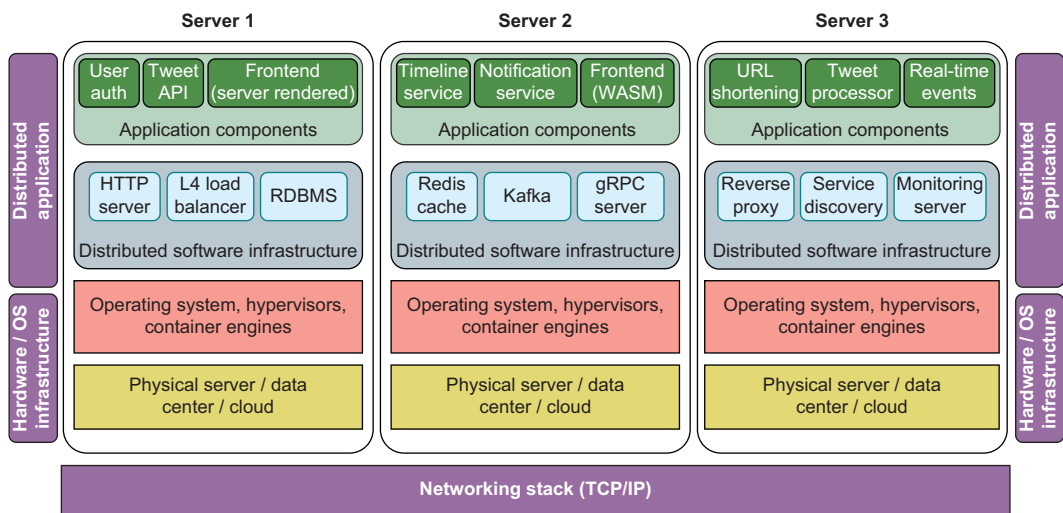 Server 1
Server 2
Server 3
Distributed
application
Hardware / OS
infrastructure
User
auth
Tweet
API
Frontend
(server rendered)
Application components
HTTP
server
L4 load
balancer
RDBMS
Distributed software infrastructure
Operating system, hypervisors,
container engines
Physical server / data
center / cloud
Timeline
service
Notification
service
Frontend
(WASM)
Application components
Redis
cache
Kafka
gRPC
server
Distributed software infrastructure
Operating system, hypervisors,
container engines
Physical server / data
center / cloud
URL
shortening
Tweet
processor
Real-time
events
Application components
Reverse
proxy
Service
discovery
Monitoring
server
Distributed software infrastructure
Operating system, hypervisors,
container engines
Physical server / data
center / cloud
Distributed
application
Hardware / OS
infrastructure
Networking stack (TCP/IP)